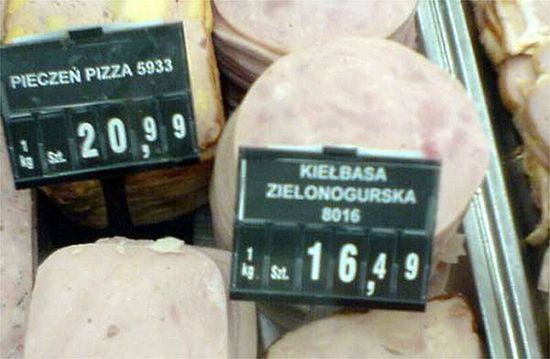 PIECZEŃ PIZZA 5933
1 kg Szt. 20,99
KIEŁBASA
ZIELONOGURSKA
8016
1 kg Szt. 16,49